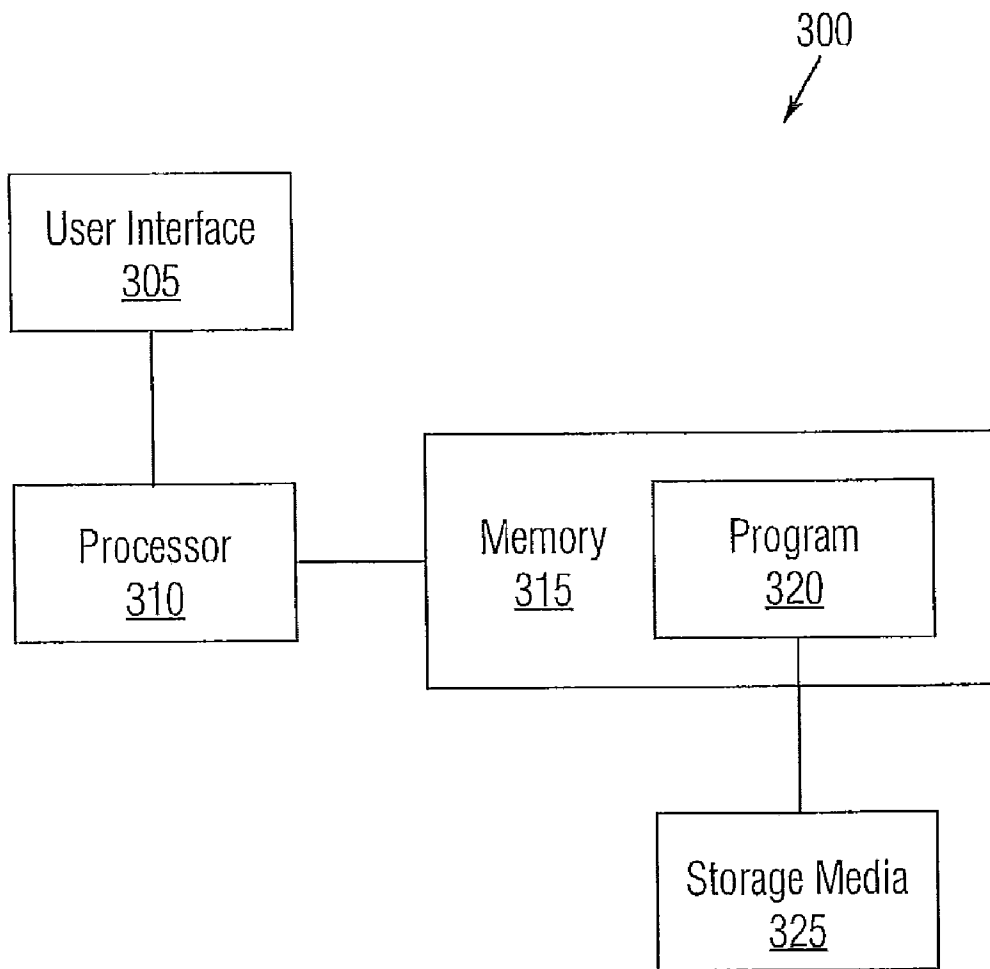 300
User Interface
305
Processor
310
Memory
315
Program
320
Storage Media
325